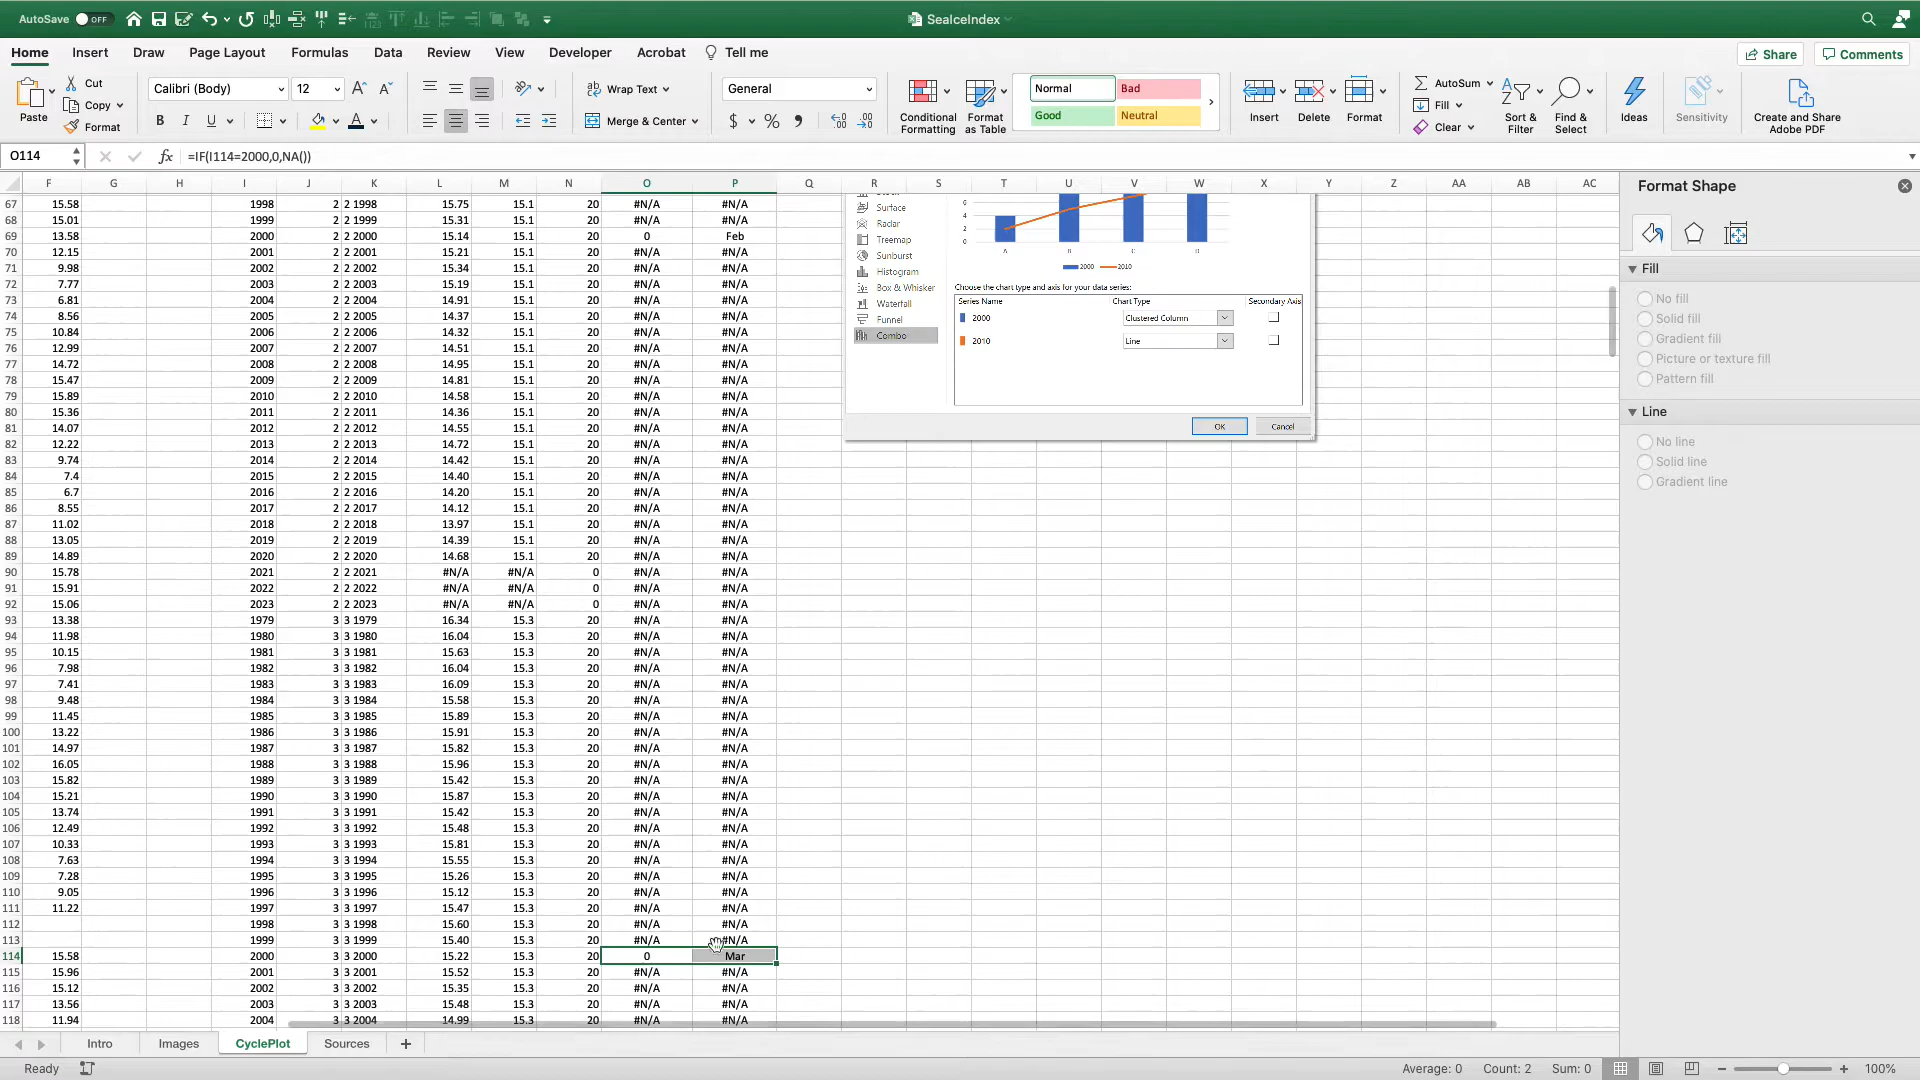 AutoSave OFF SeaIceIndex
Home Insert Draw Page Layout Formulas Data Review View Developer Acrobat Tell me Share Comments
Paste Cut Copy Format Calibri (Body) 12 Wrap Text Merge & Center General Conditional Formatting Format as Table Normal Bad Good Neutral Insert Delete Format AutoSum Fill Clear Sort & Filter Find & Select Ideas Sensitivity Create and Share Adobe PDF
O114 fx =IF(I114=2000,0,NA())
F G H I J K L M N O P Q R S T U V W X Y Z AA AB AC
67 15.58 1998 2 2 1998 15.75 15.1 20 #N/A #N/A
68 15.01 1999 2 2 1999 15.31 15.1 20 #N/A #N/A
69 13.58 2000 2 2 2000 15.14 15.1 20 0 Feb
70 12.15 2001 2 2 2001 15.21 15.1 20 #N/A #N/A
71 9.98 2002 2 2 2002 15.34 15.1 20 #N/A #N/A
72 7.77 2003 2 2 2003 15.19 15.1 20 #N/A #N/A
73 6.81 2004 2 2 2004 14.91 15.1 20 #N/A #N/A
74 8.56 2005 2 2 2005 14.37 15.1 20 #N/A #N/A
75 10.84 2006 2 2 2006 14.32 15.1 20 #N/A #N/A
76 12.99 2007 2 2 2007 14.51 15.1 20 #N/A #N/A
77 14.72 2008 2 2 2008 14.95 15.1 20 #N/A #N/A
78 15.47 2009 2 2 2009 14.81 15.1 20 #N/A #N/A
79 15.89 2010 2 2 2010 14.58 15.1 20 #N/A #N/A
80 15.36 2011 2 2 2011 14.36 15.1 20 #N/A #N/A
81 14.07 2012 2 2 2012 14.55 15.1 20 #N/A #N/A
82 12.22 2013 2 2 2013 14.72 15.1 20 #N/A #N/A
83 9.74 2014 2 2 2014 14.42 15.1 20 #N/A #N/A
84 7.4 2015 2 2 2015 14.40 15.1 20 #N/A #N/A
85 6.7 2016 2 2 2016 14.20 15.1 20 #N/A #N/A
86 8.55 2017 2 2 2017 14.12 15.1 20 #N/A #N/A
87 11.02 2018 2 2 2018 13.97 15.1 20 #N/A #N/A
88 13.05 2019 2 2 2019 14.39 15.1 20 #N/A #N/A
89 14.89 2020 2 2 2020 14.68 15.1 20 #N/A #N/A
90 15.78 2021 2 2 2021 #N/A #N/A 0 #N/A #N/A
91 15.91 2022 2 2 2022 #N/A #N/A 0 #N/A #N/A
92 15.06 2023 2 2 2023 #N/A #N/A 0 #N/A #N/A
93 13.38 1979 3 3 1979 16.34 15.3 20 #N/A #N/A
94 11.98 1980 3 3 1980 16.04 15.3 20 #N/A #N/A
95 10.15 1981 3 3 1981 15.63 15.3 20 #N/A #N/A
96 7.98 1982 3 3 1982 16.04 15.3 20 #N/A #N/A
97 7.41 1983 3 3 1983 16.09 15.3 20 #N/A #N/A
98 9.48 1984 3 3 1984 15.58 15.3 20 #N/A #N/A
99 11.45 1985 3 3 1985 15.89 15.3 20 #N/A #N/A
100 13.22 1986 3 3 1986 15.91 15.3 20 #N/A #N/A
101 14.97 1987 3 3 1987 15.82 15.3 20 #N/A #N/A
102 16.05 1988 3 3 1988 15.96 15.3 20 #N/A #N/A
103 15.82 1989 3 3 1989 15.42 15.3 20 #N/A #N/A
104 15.21 1990 3 3 1990 15.87 15.3 20 #N/A #N/A
105 13.74 1991 3 3 1991 15.42 15.3 20 #N/A #N/A
106 12.49 1992 3 3 1992 15.48 15.3 20 #N/A #N/A
107 10.33 1993 3 3 1993 15.81 15.3 20 #N/A #N/A
108 7.63 1994 3 3 1994 15.55 15.3 20 #N/A #N/A
109 7.28 1995 3 3 1995 15.26 15.3 20 #N/A #N/A
110 9.05 1996 3 3 1996 15.12 15.3 20 #N/A #N/A
111 11.22 1997 3 3 1997 15.47 15.3 20 #N/A #N/A
112 1998 3 3 1998 15.60 15.3 20 #N/A #N/A
113 1999 3 3 1999 15.40 15.3 20 #N/A #N/A
114 15.58 2000 3 3 2000 15.22 15.3 20 0 Mar
115 15.96 2001 3 3 2001 15.52 15.3 20 #N/A #N/A
116 15.12 2002 3 3 2002 15.35 15.3 20 #N/A #N/A
117 13.56 2003 3 3 2003 15.48 15.3 20 #N/A #N/A
118 11.94 2004 3 3 2004 14.99 15.3 20 #N/A #N/A
Surface
Radar
Treemap
Sunburst
Histogram
Box & Whisker
Waterfall
Funnel
Combo
6
4
2
0
A B C D
2000 2010
Choose the chart type and axis for your data series:
Series Name Chart Type Secondary Axis
2000 Clustered Column
2010 Line
OK Cancel
Format Shape
Fill
No fill
Solid fill
Gradient fill
Picture or texture fill
Pattern fill
Line
No line
Solid line
Gradient line
Intro Images CyclePlot Sources +
Ready Average: 0 Count: 2 Sum: 0 100%